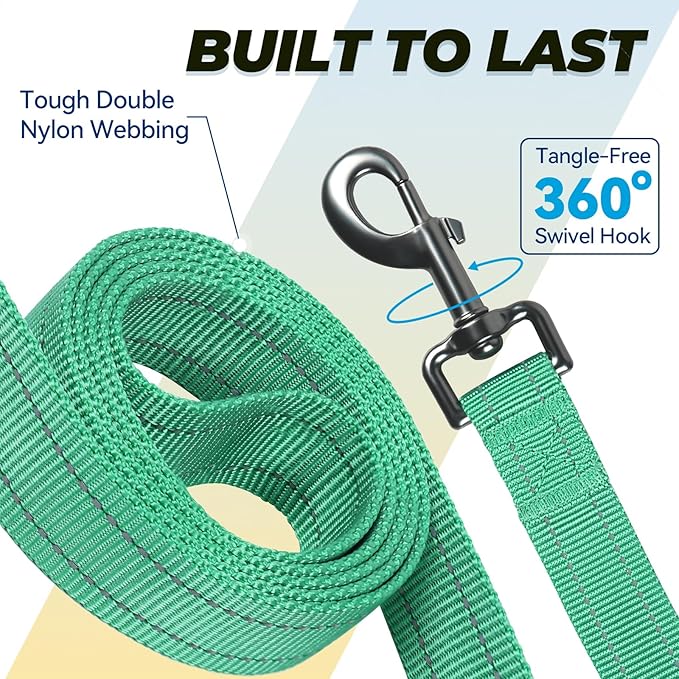 BUILT TO LAST
Tough Double
Nylon Webbing
Tangle-Free
360°
Swivel Hook